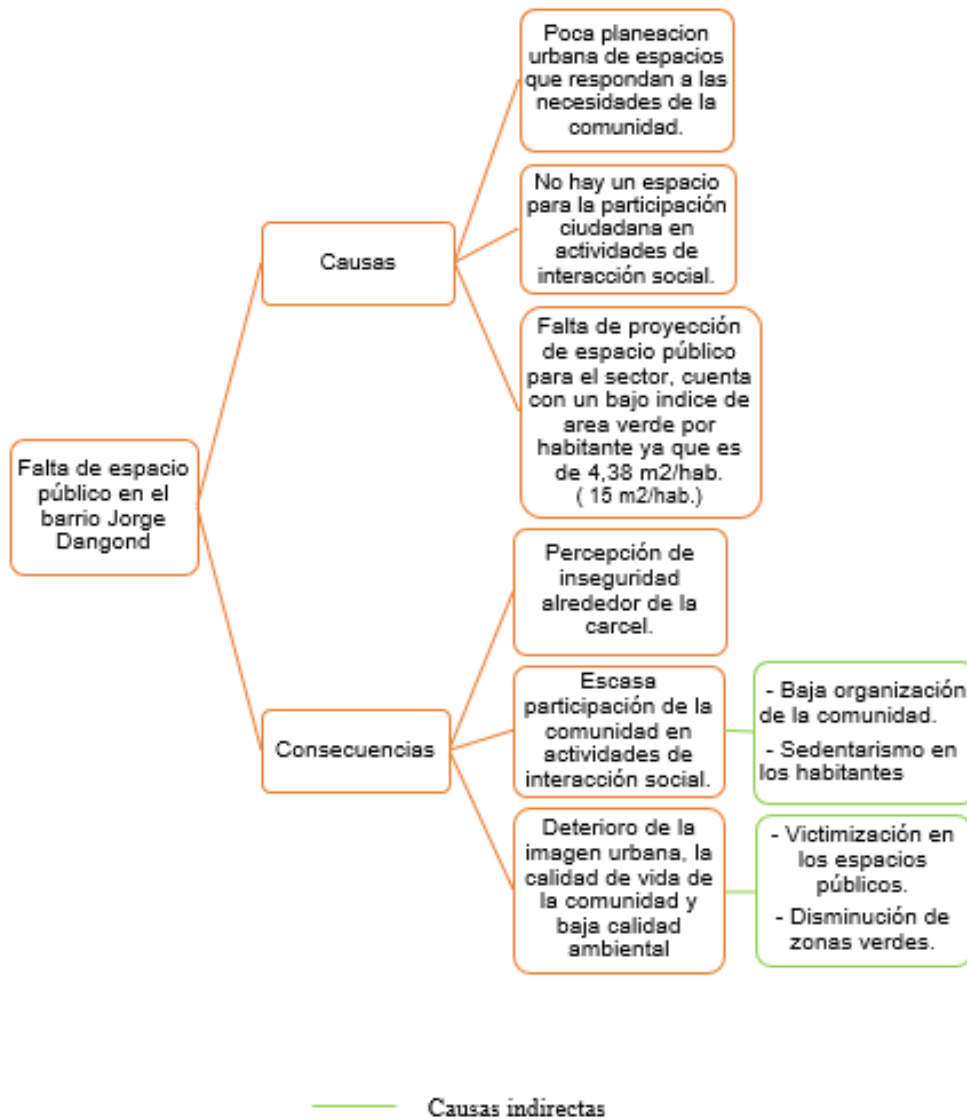 Poca planeacion
urbana de espacios
que respondan a las
necesidades de la
comunidad.
No hay un espacio
para la participación
ciudadana en
actividades de
interacción social.
Causas
Falta de proyección
de espacio público
para el sector, cuenta
con un bajo indice de
area verde por
habitante ya que es
de 4,38 m2/hab.
( 15 m2/hab.)
Falta de espacio
público en el
barrio Jorge
Dangond
Percepción de
inseguridad
alrededor de la
carcel.
Consecuencias
Escasa
participación de la
comunidad en
actividades de
interacción social.
- Baja organización
de la comunidad.
- Sedentarismo en
los habitantes
Deterioro de la
imagen urbana, la
calidad de vida de
la comunidad y
baja calidad
ambiental
- Victimización en
los espacios
públicos.
- Disminución de
zonas verdes.
Causas indirectas